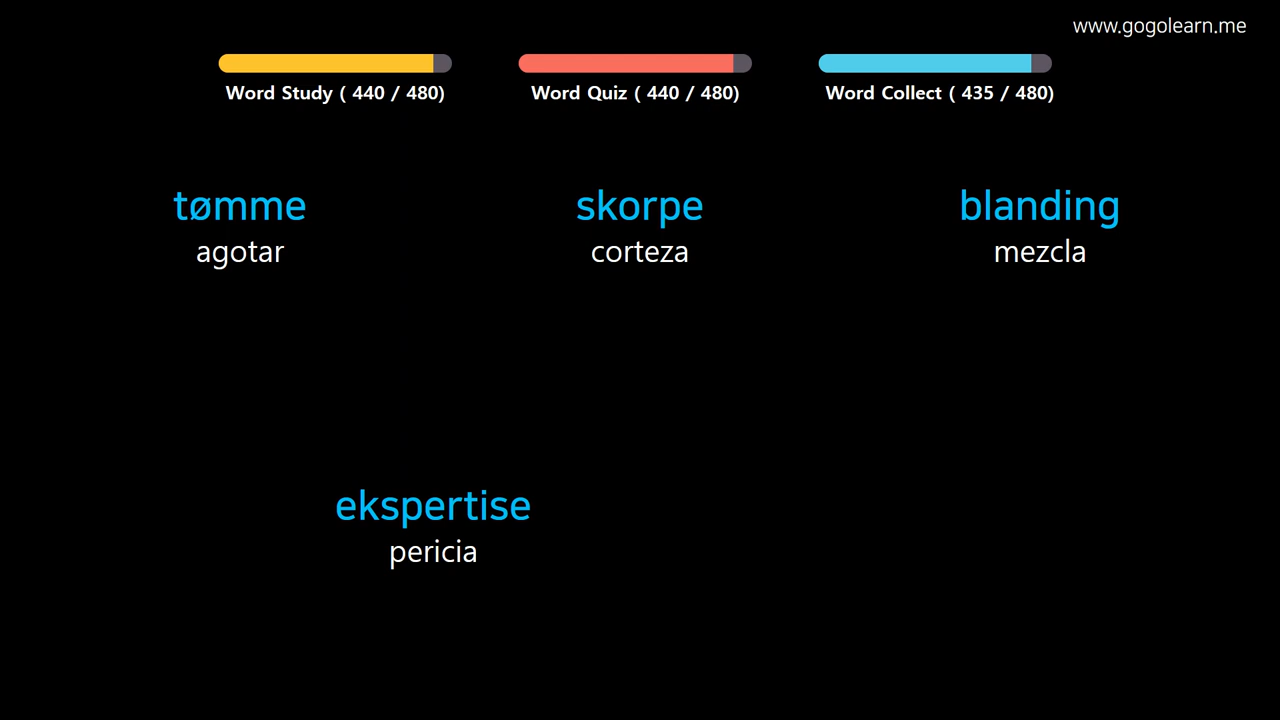 www.gogolearn.me
Word Study ( 440 / 480)
Word Quiz ( 440 / 480)
Word Collect ( 435 / 480)
tømme
agotar
skorpe
corteza
blanding
mezcla
ekspertise
pericia